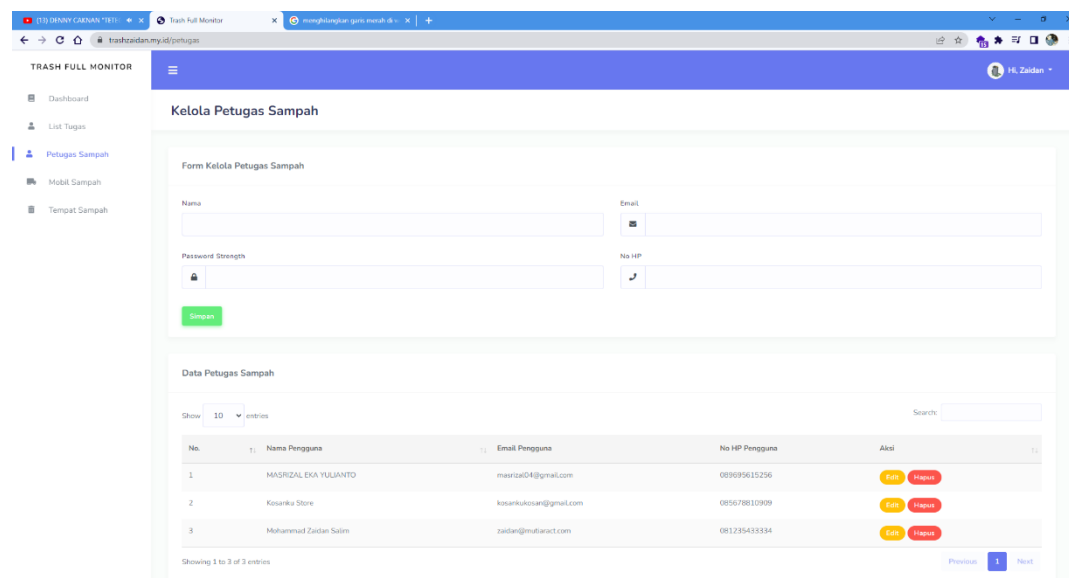 (13) DENNY CAKNAN "TETE
Trash Full Monitor
menghilangkan garis merah di
trashzaidan.my.id/petugas
15
TRASH FULL MONITOR
Hi, Zaidan
Dashboard
List Tugas
Petugas Sampah
Mobil Sampah
Tempat Sampah
Kelola Petugas Sampah
Form Kelola Petugas Sampah
Nama Email
Password Strength No HP
Simpan
Data Petugas Sampah
Show 10 entries Search:
No. Nama Pengguna Email Pengguna No HP Pengguna Aksi
1 MASRIZAL EKA YULIANTO masrizal04@gmail.com 089695615256 Edit Hapus
2 Kosanku Store kosankukosan@gmail.com 085678810909 Edit Hapus
3 Mohammad Zaidan Salim zaidan@mutiaract.com 081235433334 Edit Hapus
Showing 1 to 3 of 3 entries Previous 1 Next